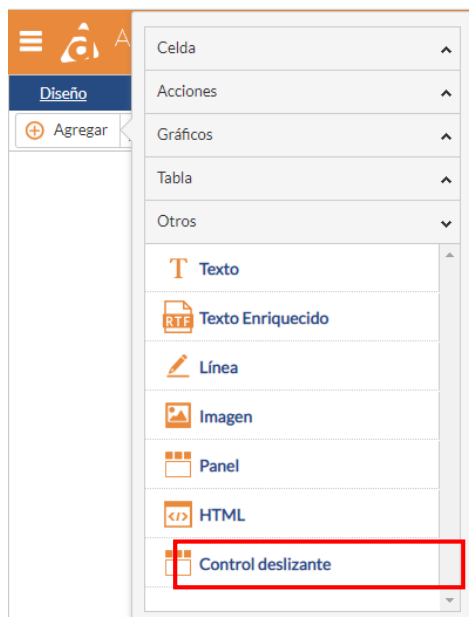 A
Celda
Acciones
Diseño
Agregar
Gráficos
Tabla
Otros
T Texto
RTF Texto Enriquecido
Línea
Imagen
Panel
</> HTML
Control deslizante